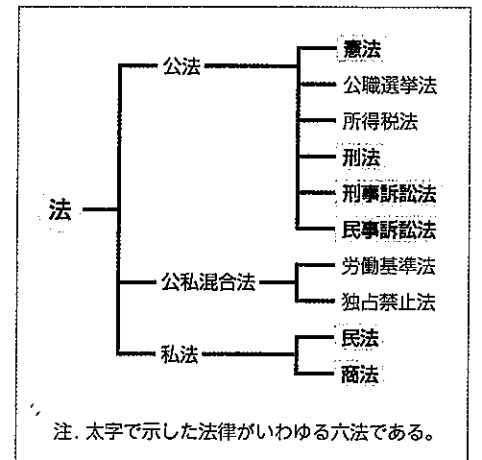 憲法
公法
公職選挙法
所得税法
刑法
刑事訴訟法
民事訴訟法
法
労働基準法
公私混合法
独占禁止法
民法
私法
商法
注. 太字で示した法律がいわゆる六法である。